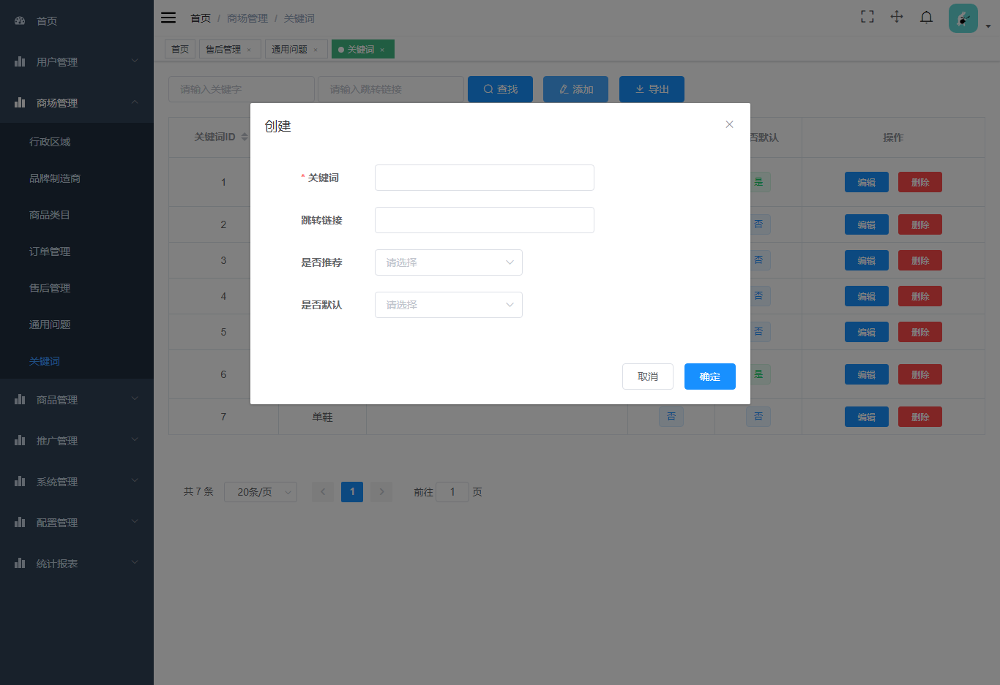 首页
用户管理
商场管理
行政区域
品牌制造商
商品类目
订单管理
售后管理
通用问题
关键词
商品管理
推广管理
系统管理
配置管理
统计报表
首页 / 商场管理 / 关键词
首页 售后管理 × 通用问题 × 关键词 ×
请输入关键字 请输入跳转链接 查找 添加 导出
关键词ID 否默认 操作
1 是 编辑 删除
2 否 编辑 删除
3 否 编辑 删除
4 否 编辑 删除
5 否 编辑 删除
6 是 编辑 删除
7 单鞋 否 否 编辑 删除
共 7 条 20条/页 1 前往 1 页
创建
* 关键词
跳转链接
是否推荐 请选择
是否默认 请选择
取消 确定